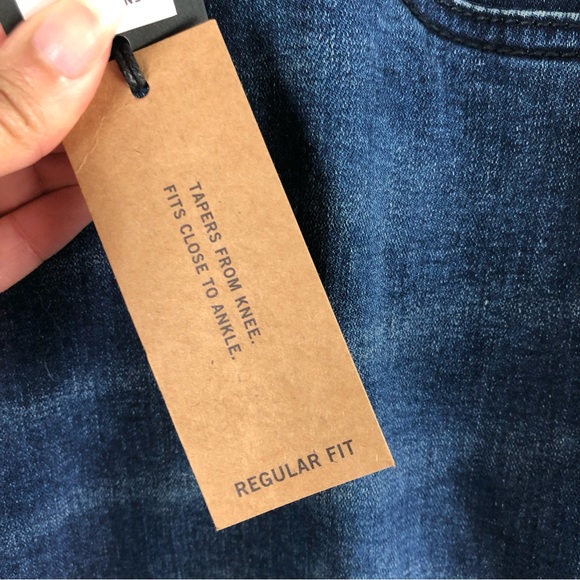 TAPERS FROM KNEE.
FITS CLOSE TO ANKLE.
REGULAR FIT